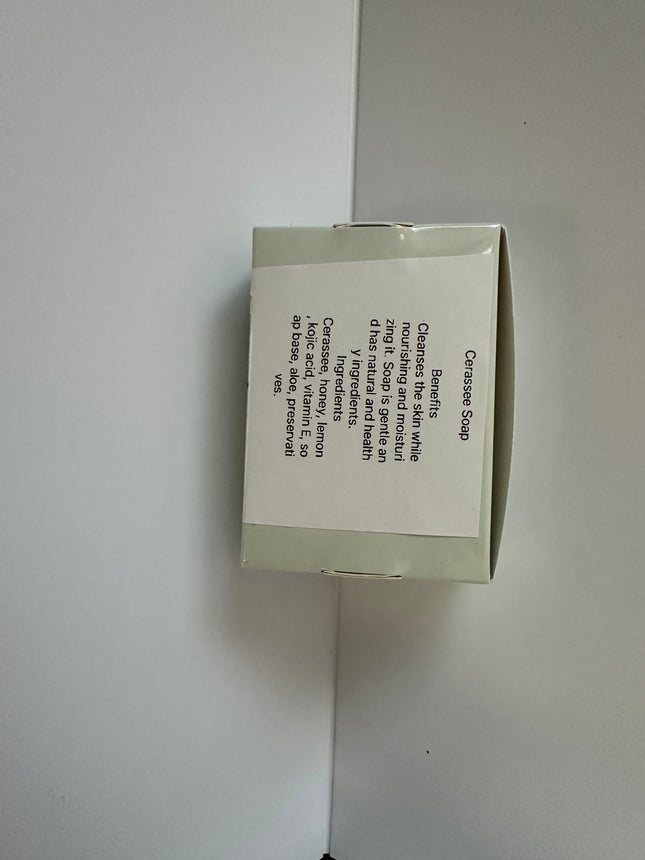 Cerassee Soap
Benefits
Cleanses the skin while
nourishing and moisturi
zing it. Soap is gentle an
d has natural and health
y ingredients.
Ingredients
Cerassee, honey, lemon
, kojic acid, vitamin E, so
ap base, aloe, preservati
ves.